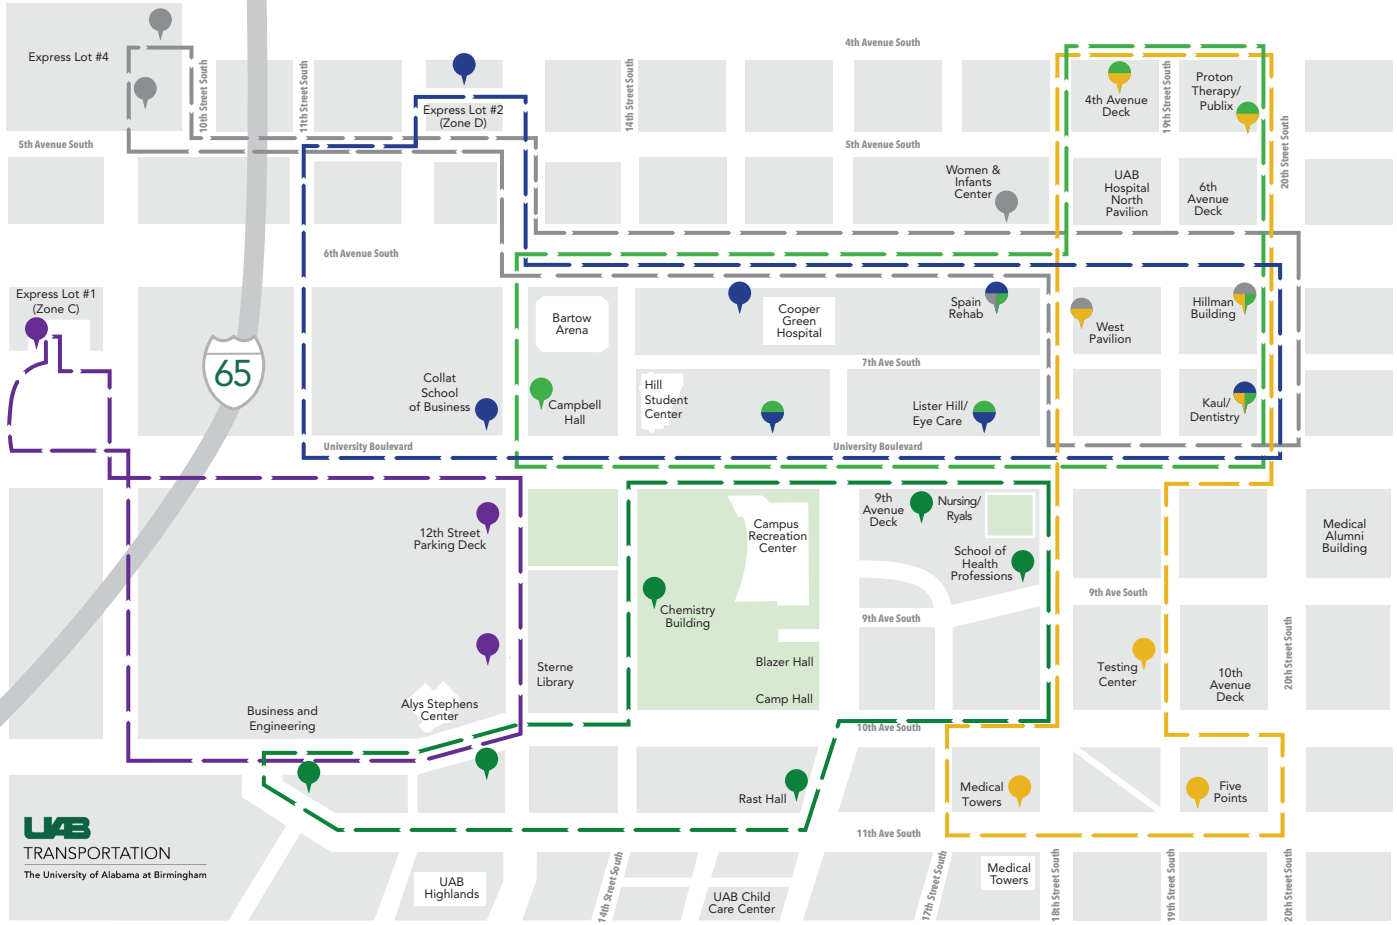 4th Avenue South
Express Lot #4
10th Street South
11th Street South
14th Street South
19th Street South
Express Lot #2
(Zone D)
4th Avenue
Deck
Proton
Therapy/
Publix
20th Street South
5th Avenue South
5th Avenue South
Women &
Infants
Center
UAB
Hospital
North
Pavilion
6th
Avenue
Deck
6th Avenue South
Express Lot #1
(Zone C)
Bartow
Arena
Cooper
Green
Hospital
Spain
Rehab
West
Pavilion
Hillman
Building
65
7th Ave South
Collat
School
of Business
Campbell
Hall
Hill
Student
Center
Lister Hill/
Eye Care
Kaul/
Dentistry
University Boulevard
University Boulevard
12th Street
Parking Deck
Campus
Recreation
Center
9th
Avenue
Deck
Nursing/
Ryals
School of
Health
Professions
Medical
Alumni
Building
9th Ave South
9th Ave South
Chemistry
Building
Sterne
Library
Blazer Hall
Camp Hall
Testing
Center
10th
Avenue
Deck
20th Street South
Business and
Engineering
Alys Stephens
Center
10th Ave South
Rast Hall
Medical
Towers
Five
Points
11th Ave South
UAB
TRANSPORTATION
The University of Alabama at Birmingham
UAB
Highlands
14th Street South
UAB Child
Care Center
17th Street South
Medical
Towers
18th Street South
19th Street South
20th Street South